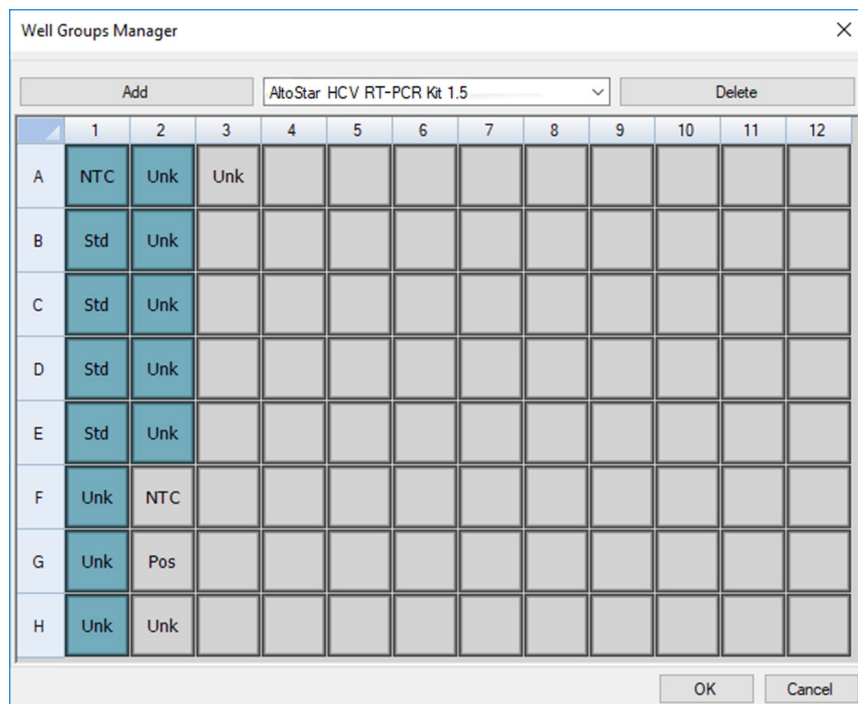 Well Groups Manager
Add AltoStar HCV RT-PCR Kit 1.5 Delete
1 2 3 4 5 6 7 8 9 10 11 12
A NTC Unk Unk
B Std Unk
C Std Unk
D Std Unk
E Std Unk
F Unk NTC
G Unk Pos
H Unk Unk
OK Cancel